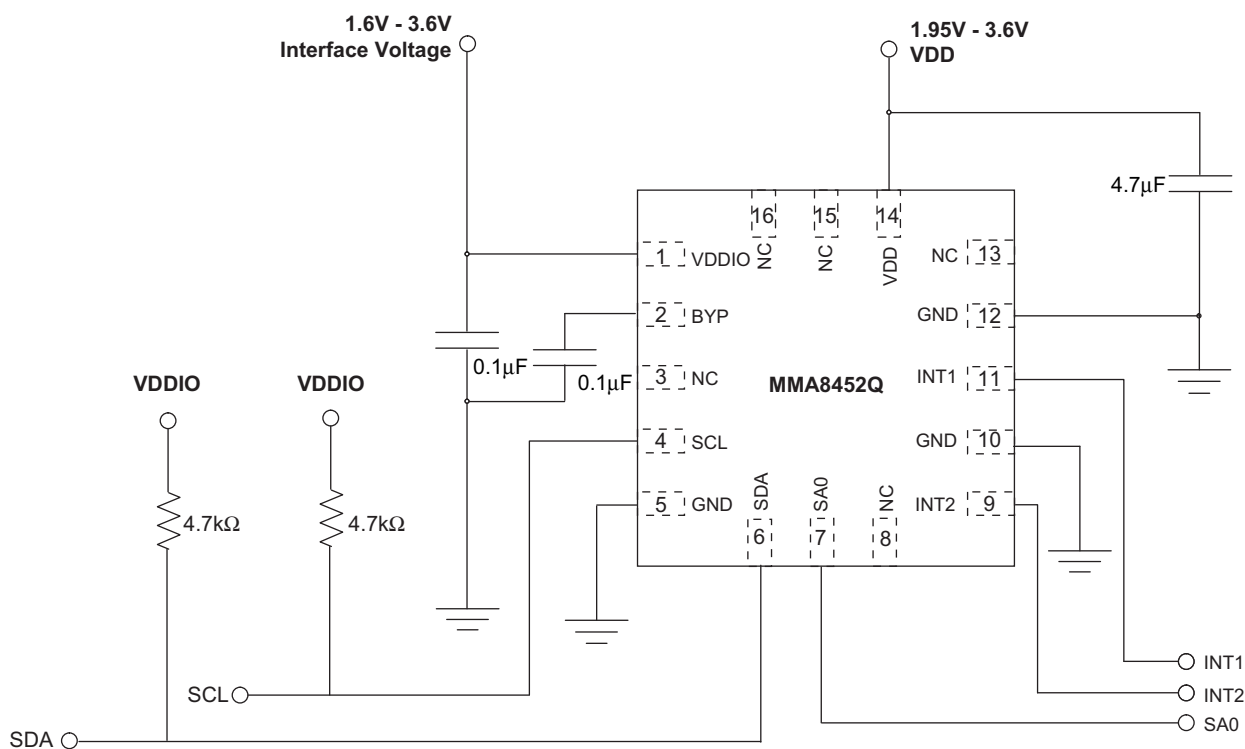 1.6V - 3.6V
Interface Voltage
1.95V - 3.6V
VDD
4.7μF
16
NC
15
NC
14
VDD
1
VDDIO
2
BYP
3
NC
4
SCL
5
GND
NC
13
GND
12
INT1
11
GND
10
INT2
9
MMA8452Q
0.1μF
0.1μF
VDDIO
VDDIO
4.7kΩ
4.7kΩ
SDA
6
SA0
7
NC
8
SCL
SDA
INT1
INT2
SA0